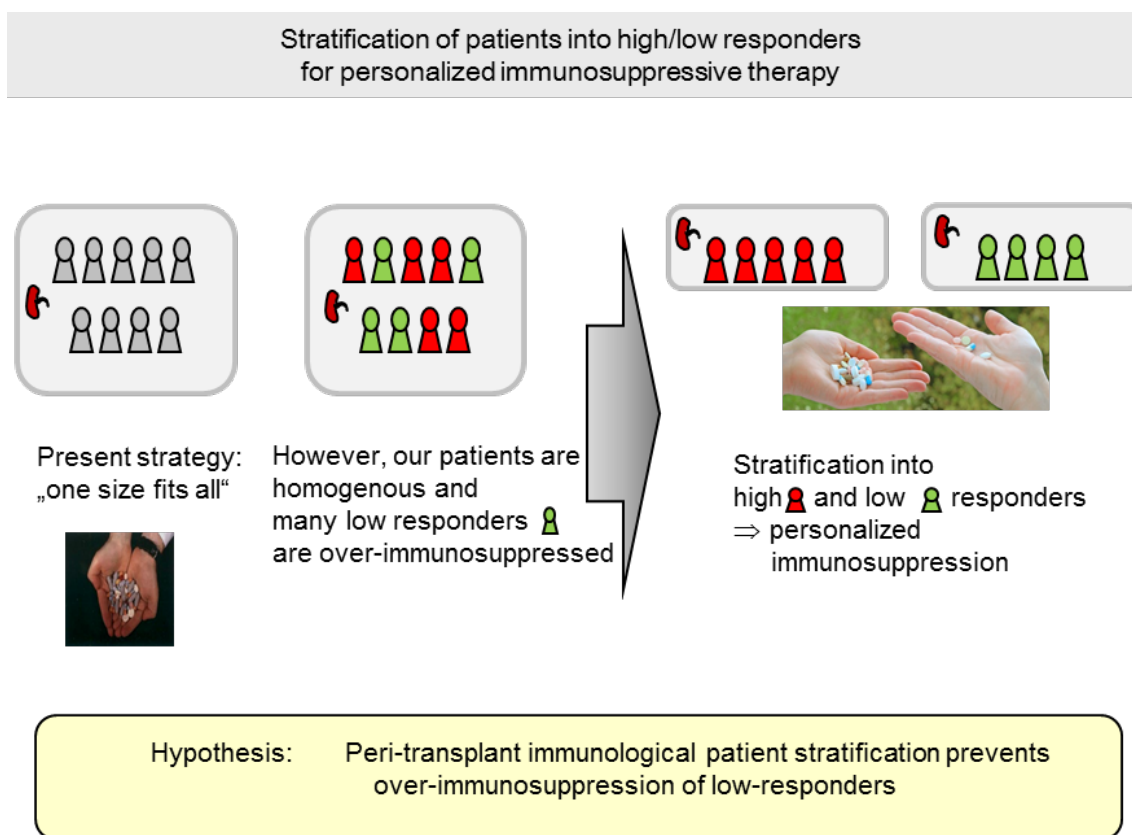 Stratification of patients into high/low responders
for personalized immunosuppressive therapy
Present strategy:
„one size fits all“
However, our patients are
homogenous and
many low responders
are over-immunosuppressed
Stratification into
high and low responders
⇒ personalized
immunosuppression
Hypothesis: Peri-transplant immunological patient stratification prevents
over-immunosuppression of low-responders